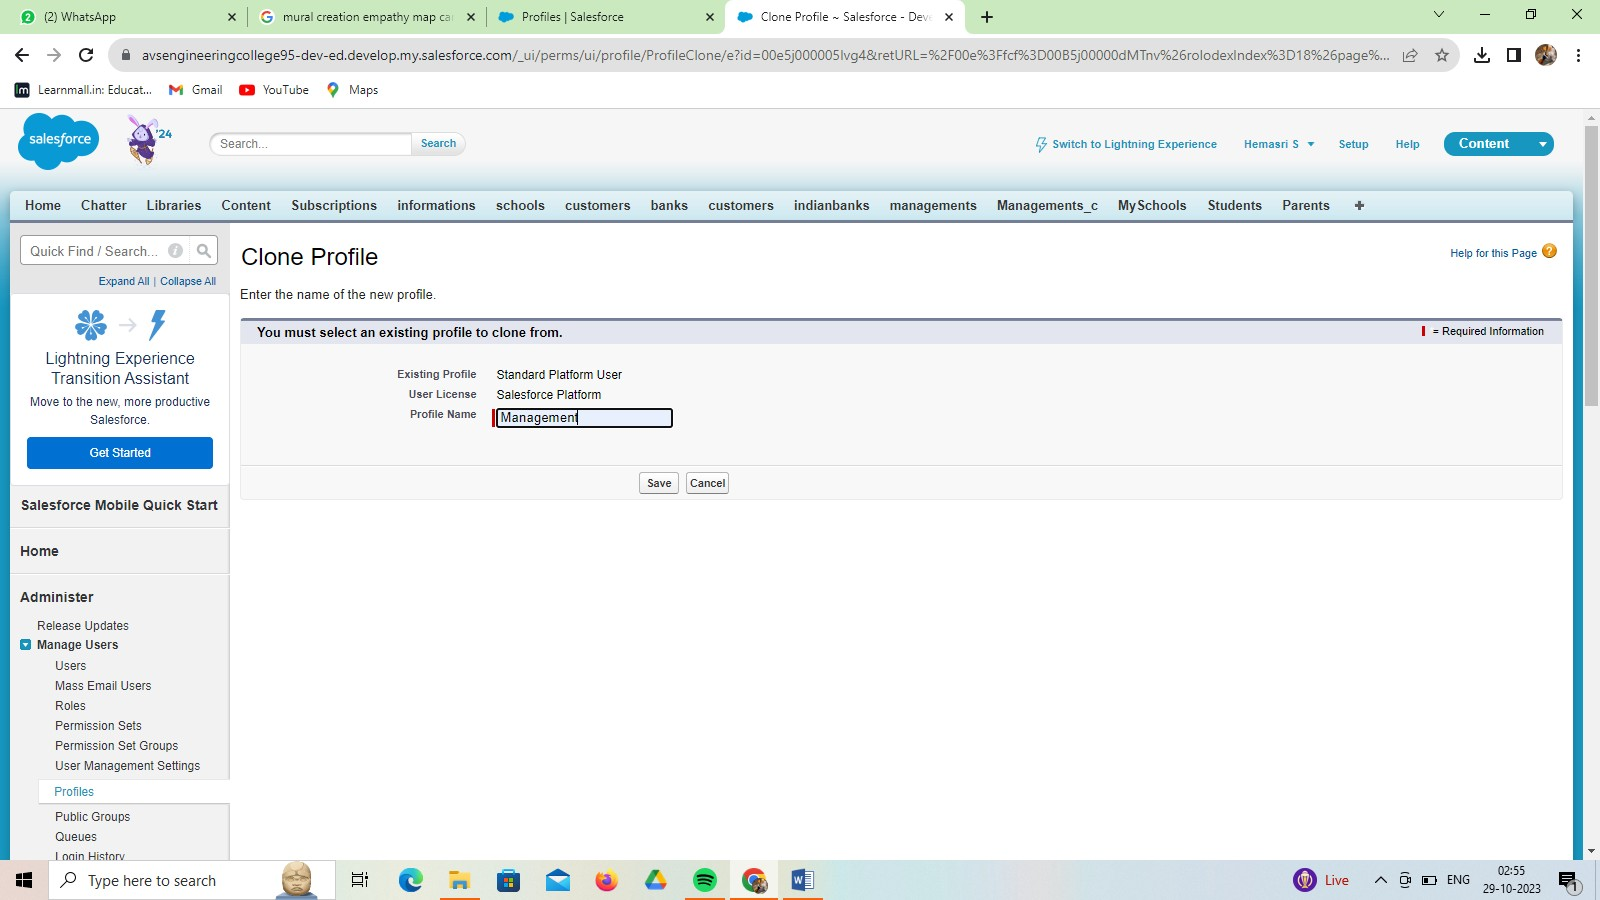 (2) WhatsApp
mural creation empathy map ca
Profiles | Salesforce
Clone Profile ~ Salesforce - Deve
avsengineeringcollege95-dev-ed.develop.my.salesforce.com/_ui/perms/ui/profile/ProfileClone/e?id=00e5j000005lvg4&retURL=%2F00e%3Ffcf%3D00B5j00000dMTnv%26rolodexIndex%3D18%26page%...
Learnmall.in: Educat...
Gmail
YouTube
Maps
salesforce
'24
Search...
Search
Switch to Lightning Experience
Hemasri S
Setup
Help
Content
Home Chatter Libraries Content Subscriptions informations schools customers banks customers indianbanks managements Managements_c MySchools Students Parents +
Quick Find / Search...
Expand All | Collapse All
Lightning Experience
Transition Assistant
Move to the new, more productive
Salesforce.
Get Started
Salesforce Mobile Quick Start
Home
Administer
Release Updates
Manage Users
Users
Mass Email Users
Roles
Permission Sets
Permission Set Groups
User Management Settings
Profiles
Public Groups
Queues
Login History
Clone Profile
Help for this Page
Enter the name of the new profile.
You must select an existing profile to clone from.
= Required Information
Existing Profile Standard Platform User
User License Salesforce Platform
Profile Name Management
Save Cancel
Type here to search
Live
ENG
02:55
29-10-2023
1